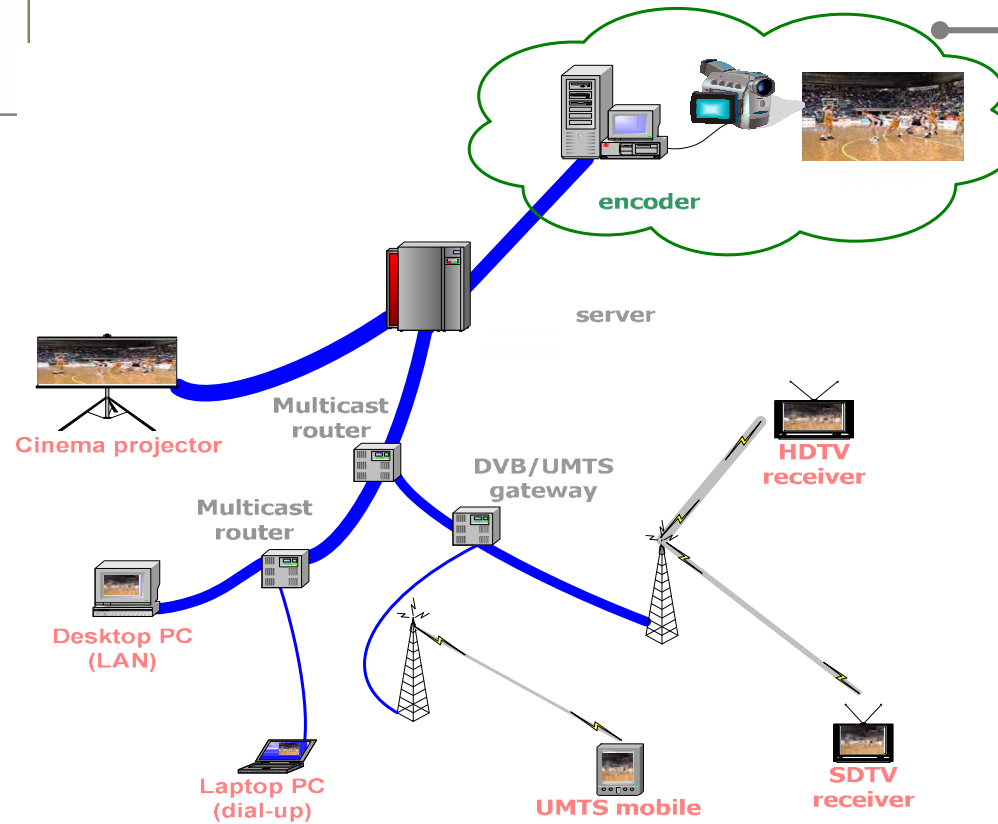 encoder
server
Cinema projector
Multicast
router
DVB/UMTS
gateway
HDTV
receiver
Multicast
router
Desktop PC
(LAN)
Laptop PC
(dial-up)
UMTS mobile
SDTV
receiver